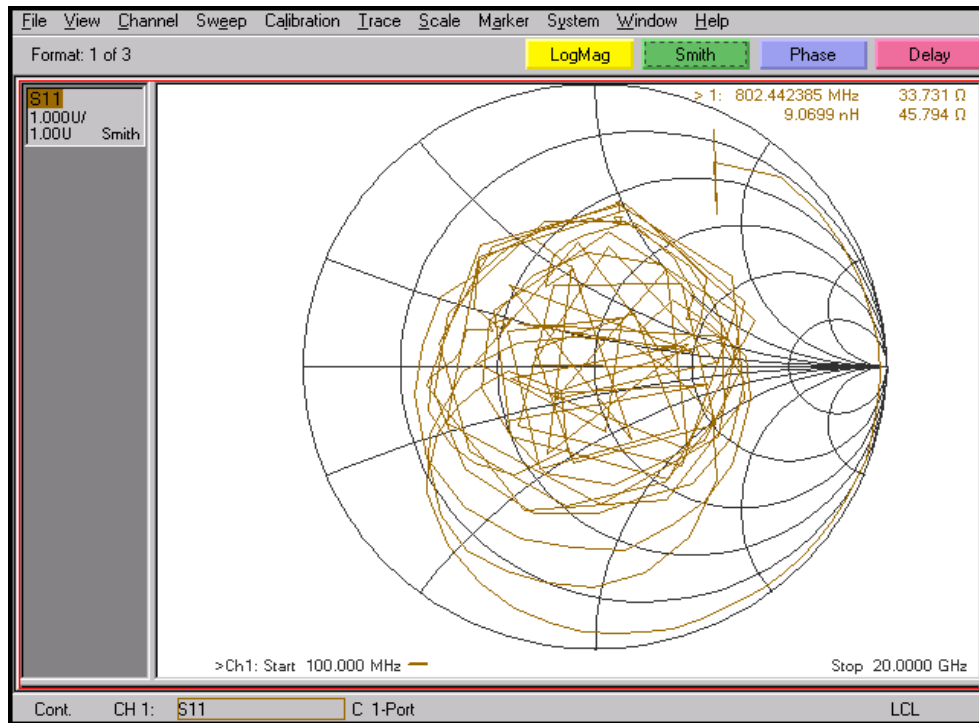 File View Channel Sweep Calibration Trace Scale Marker System Window Help
Format: 1 of 3 LogMag Smith Phase Delay
S11
1.000U/
1.00U Smith
> 1: 802.442385 MHz 33.731 Ω
9.0699 nH 45.794 Ω
>Ch1: Start 100.000 MHz Stop 20.0000 GHz
Cont. CH 1: S11 C 1-Port LCL